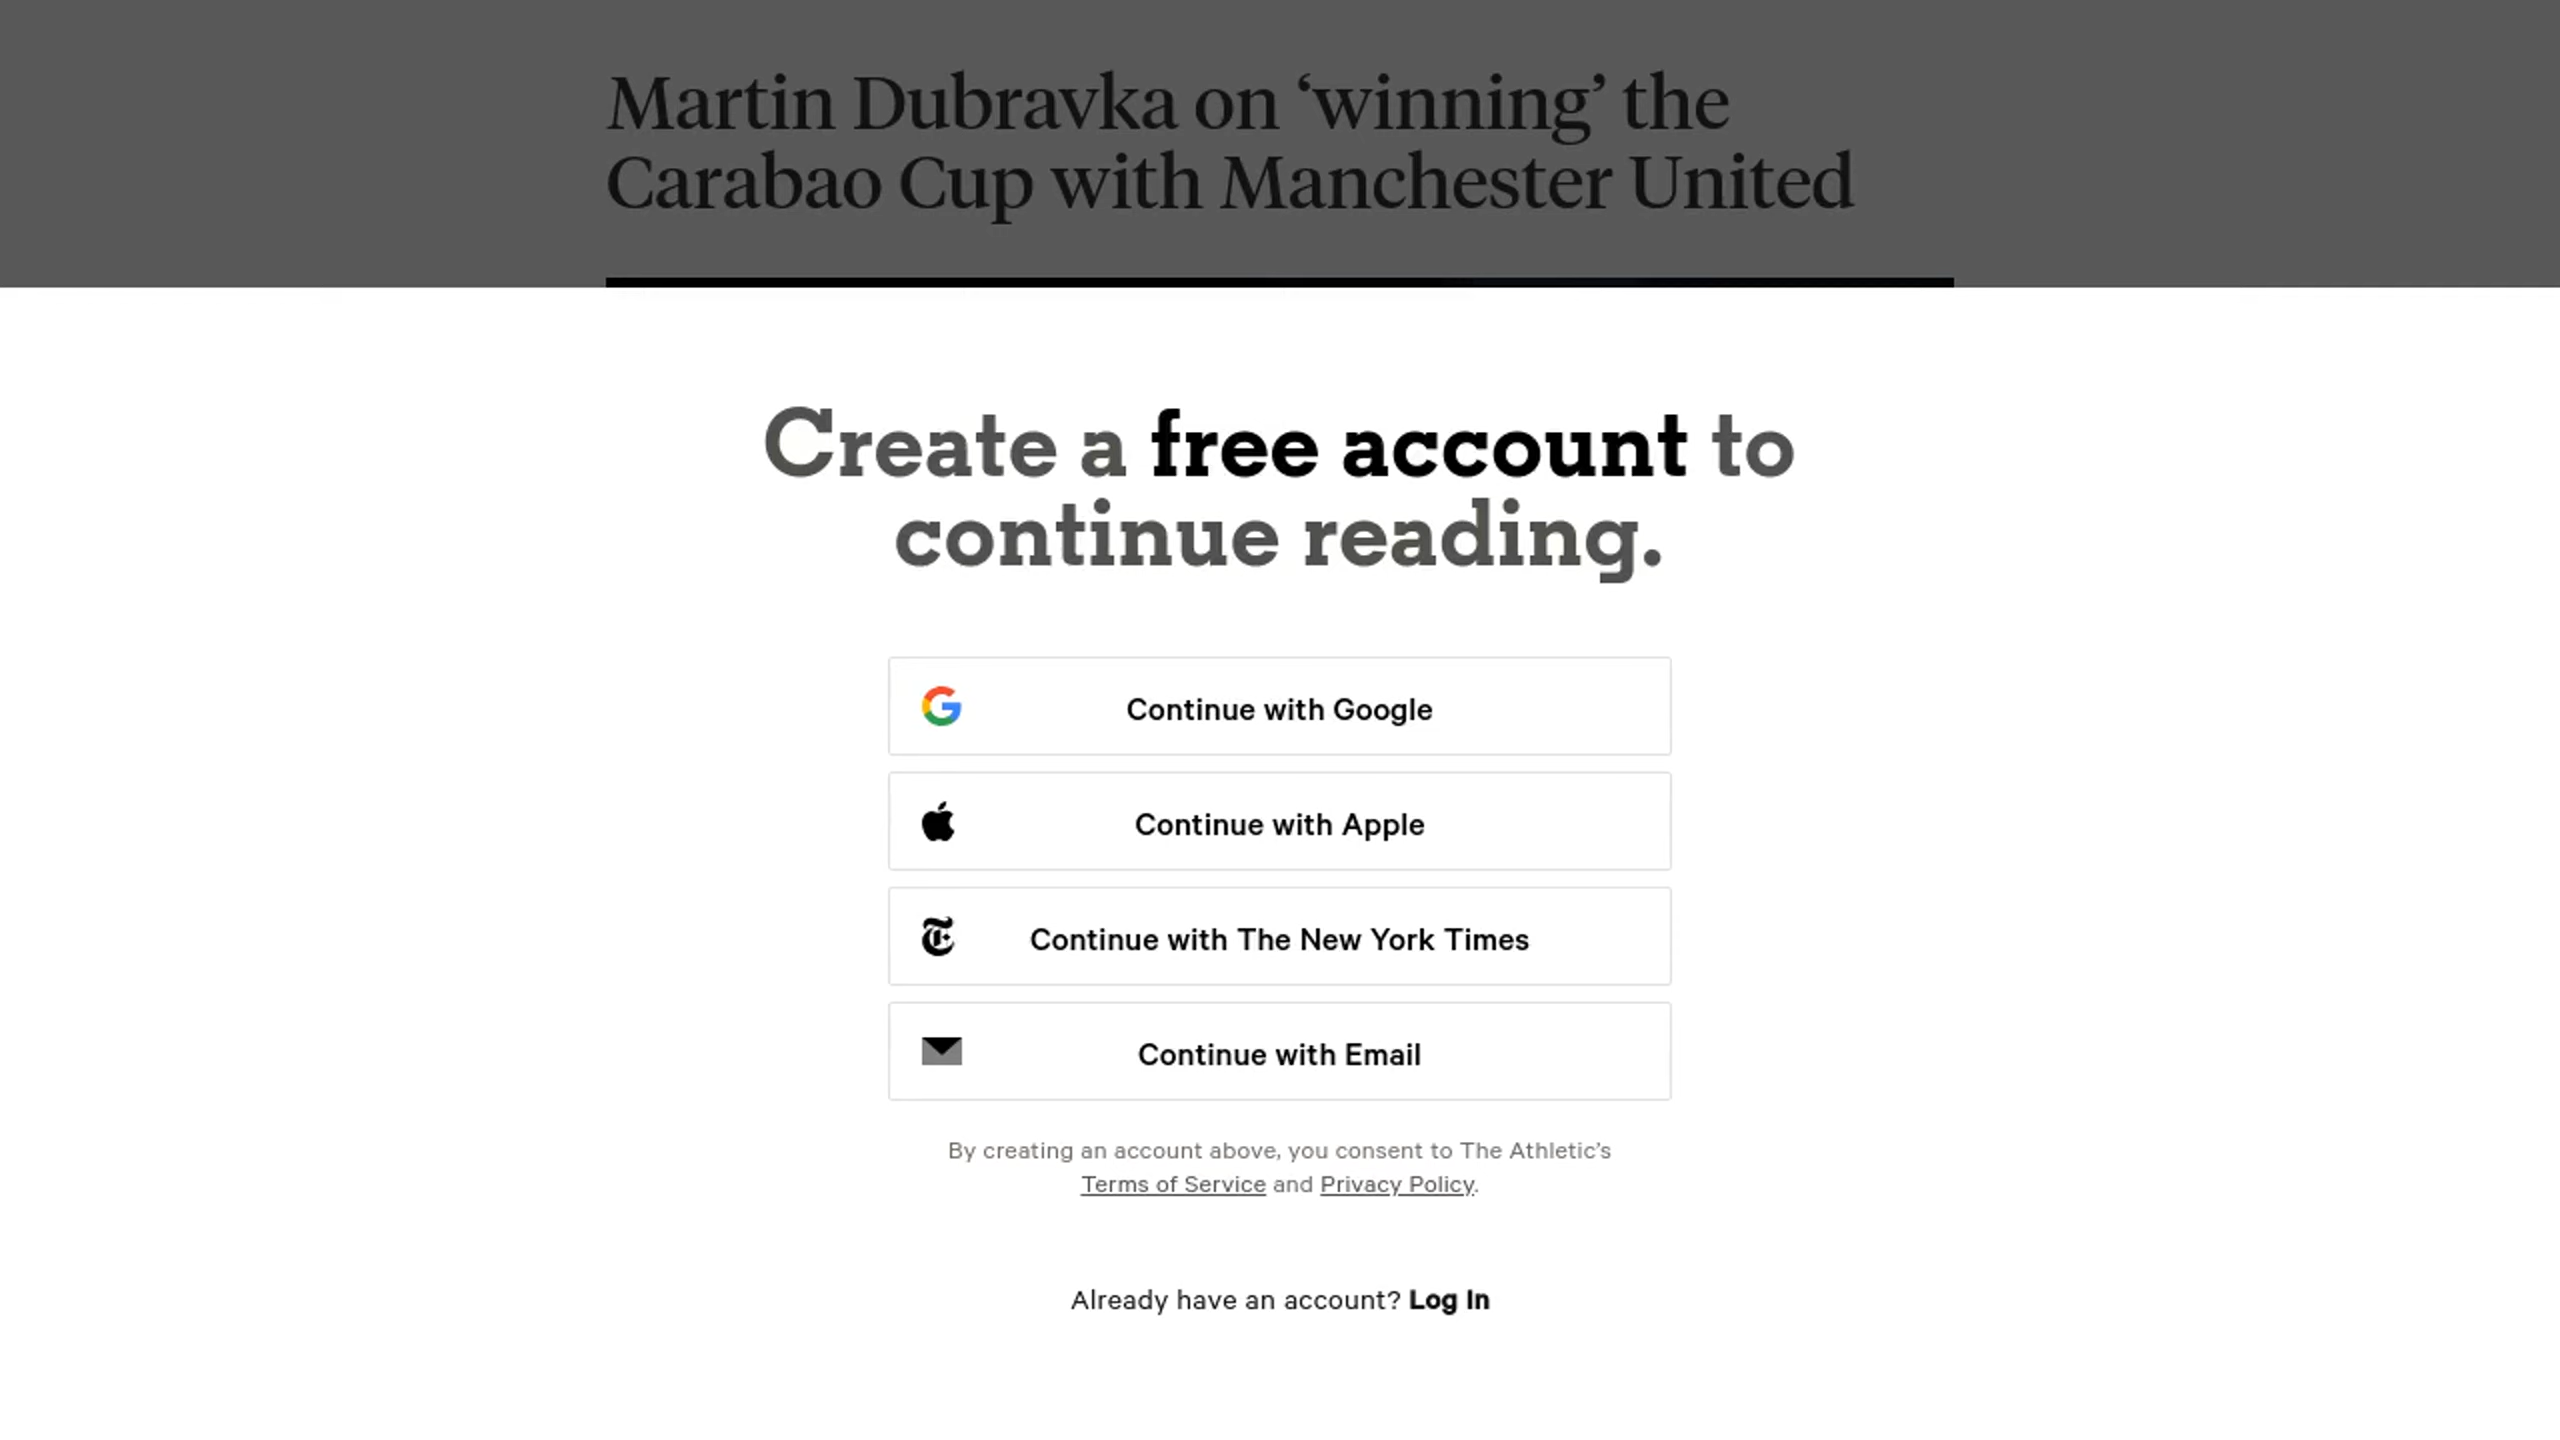 Martin Dubravka on ‘winning’ the
Carabao Cup with Manchester United
Create a free account to
continue reading.
Continue with Google
Continue with Apple
Continue with The New York Times
Continue with Email
By creating an account above, you consent to The Athletic’s
Terms of Service and Privacy Policy.
Already have an account? Log In